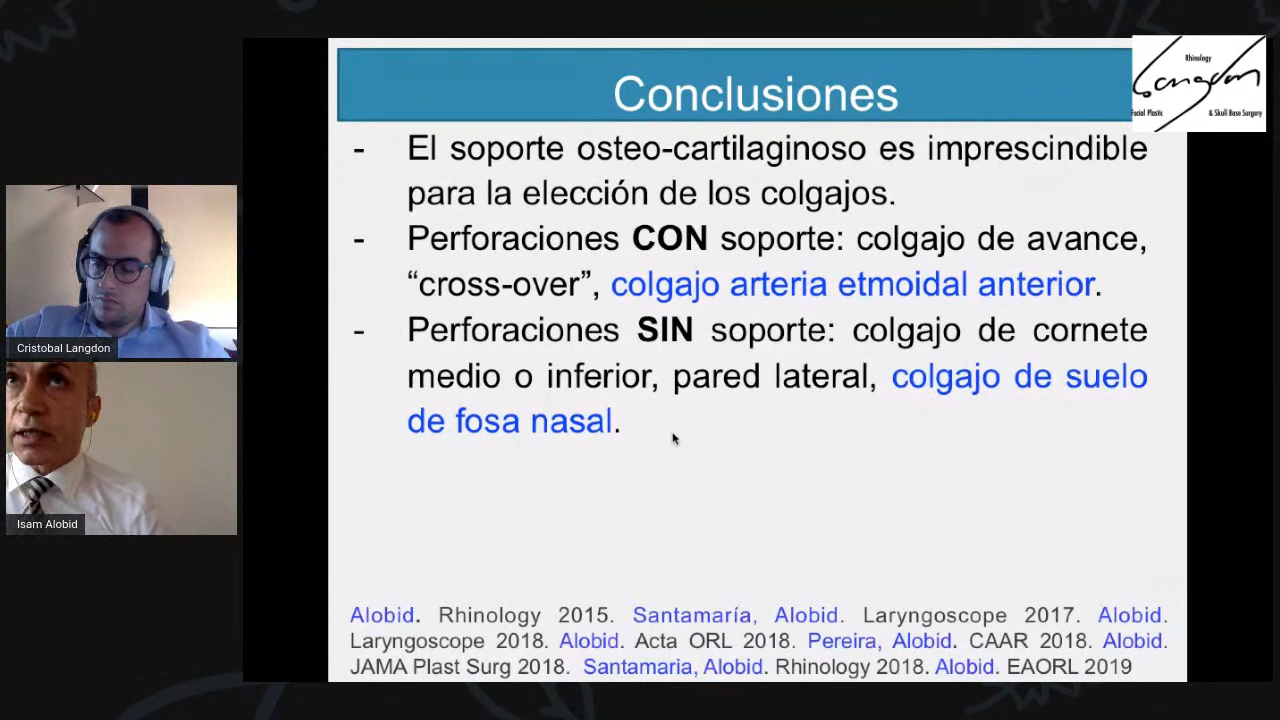 Conclusiones
- El soporte osteo-cartilaginoso es imprescindible
para la elección de los colgajos.
- Perforaciones CON soporte: colgajo de avance,
“cross-over”, colgajo arteria etmoidal anterior.
- Perforaciones SIN soporte: colgajo de cornete
medio o inferior, pared lateral, colgajo de suelo
de fosa nasal.
Alobid. Rhinology 2015. Santamaría, Alobid. Laryngoscope 2017. Alobid.
Laryngoscope 2018. Alobid. Acta ORL 2018. Pereira, Alobid. CAAR 2018. Alobid.
JAMA Plast Surg 2018. Santamaria, Alobid. Rhinology 2018. Alobid. EAORL 2019
Rhinology
Langdon
Facial Plastic & Skull Base Surgery
Cristobal Langdon
Isam Alobid